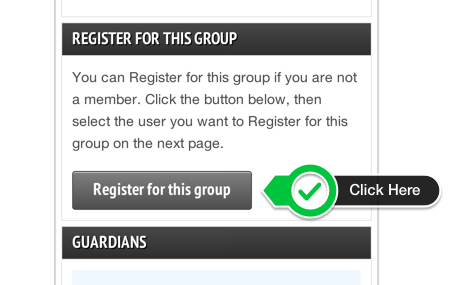 REGISTER FOR THIS GROUP
You can Register for this group if you are not
a member. Click the button below, then
select the user you want to Register for this
group on the next page.
Register for this group
Click Here
GUARDIANS